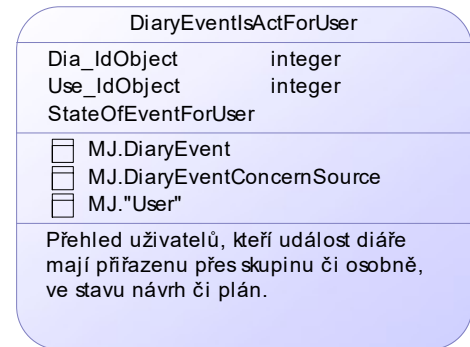 DiaryEventIsActForUser
Dia_IdObject integer
Use_IdObject integer
StateOfEventForUser
MJ.DiaryEvent
MJ.DiaryEventConcernSource
MJ."User"
Přehled uživatelů, kteří událost diáře
mají přiřazenu přes skupinu či osobně,
ve stavu návrh či plán.